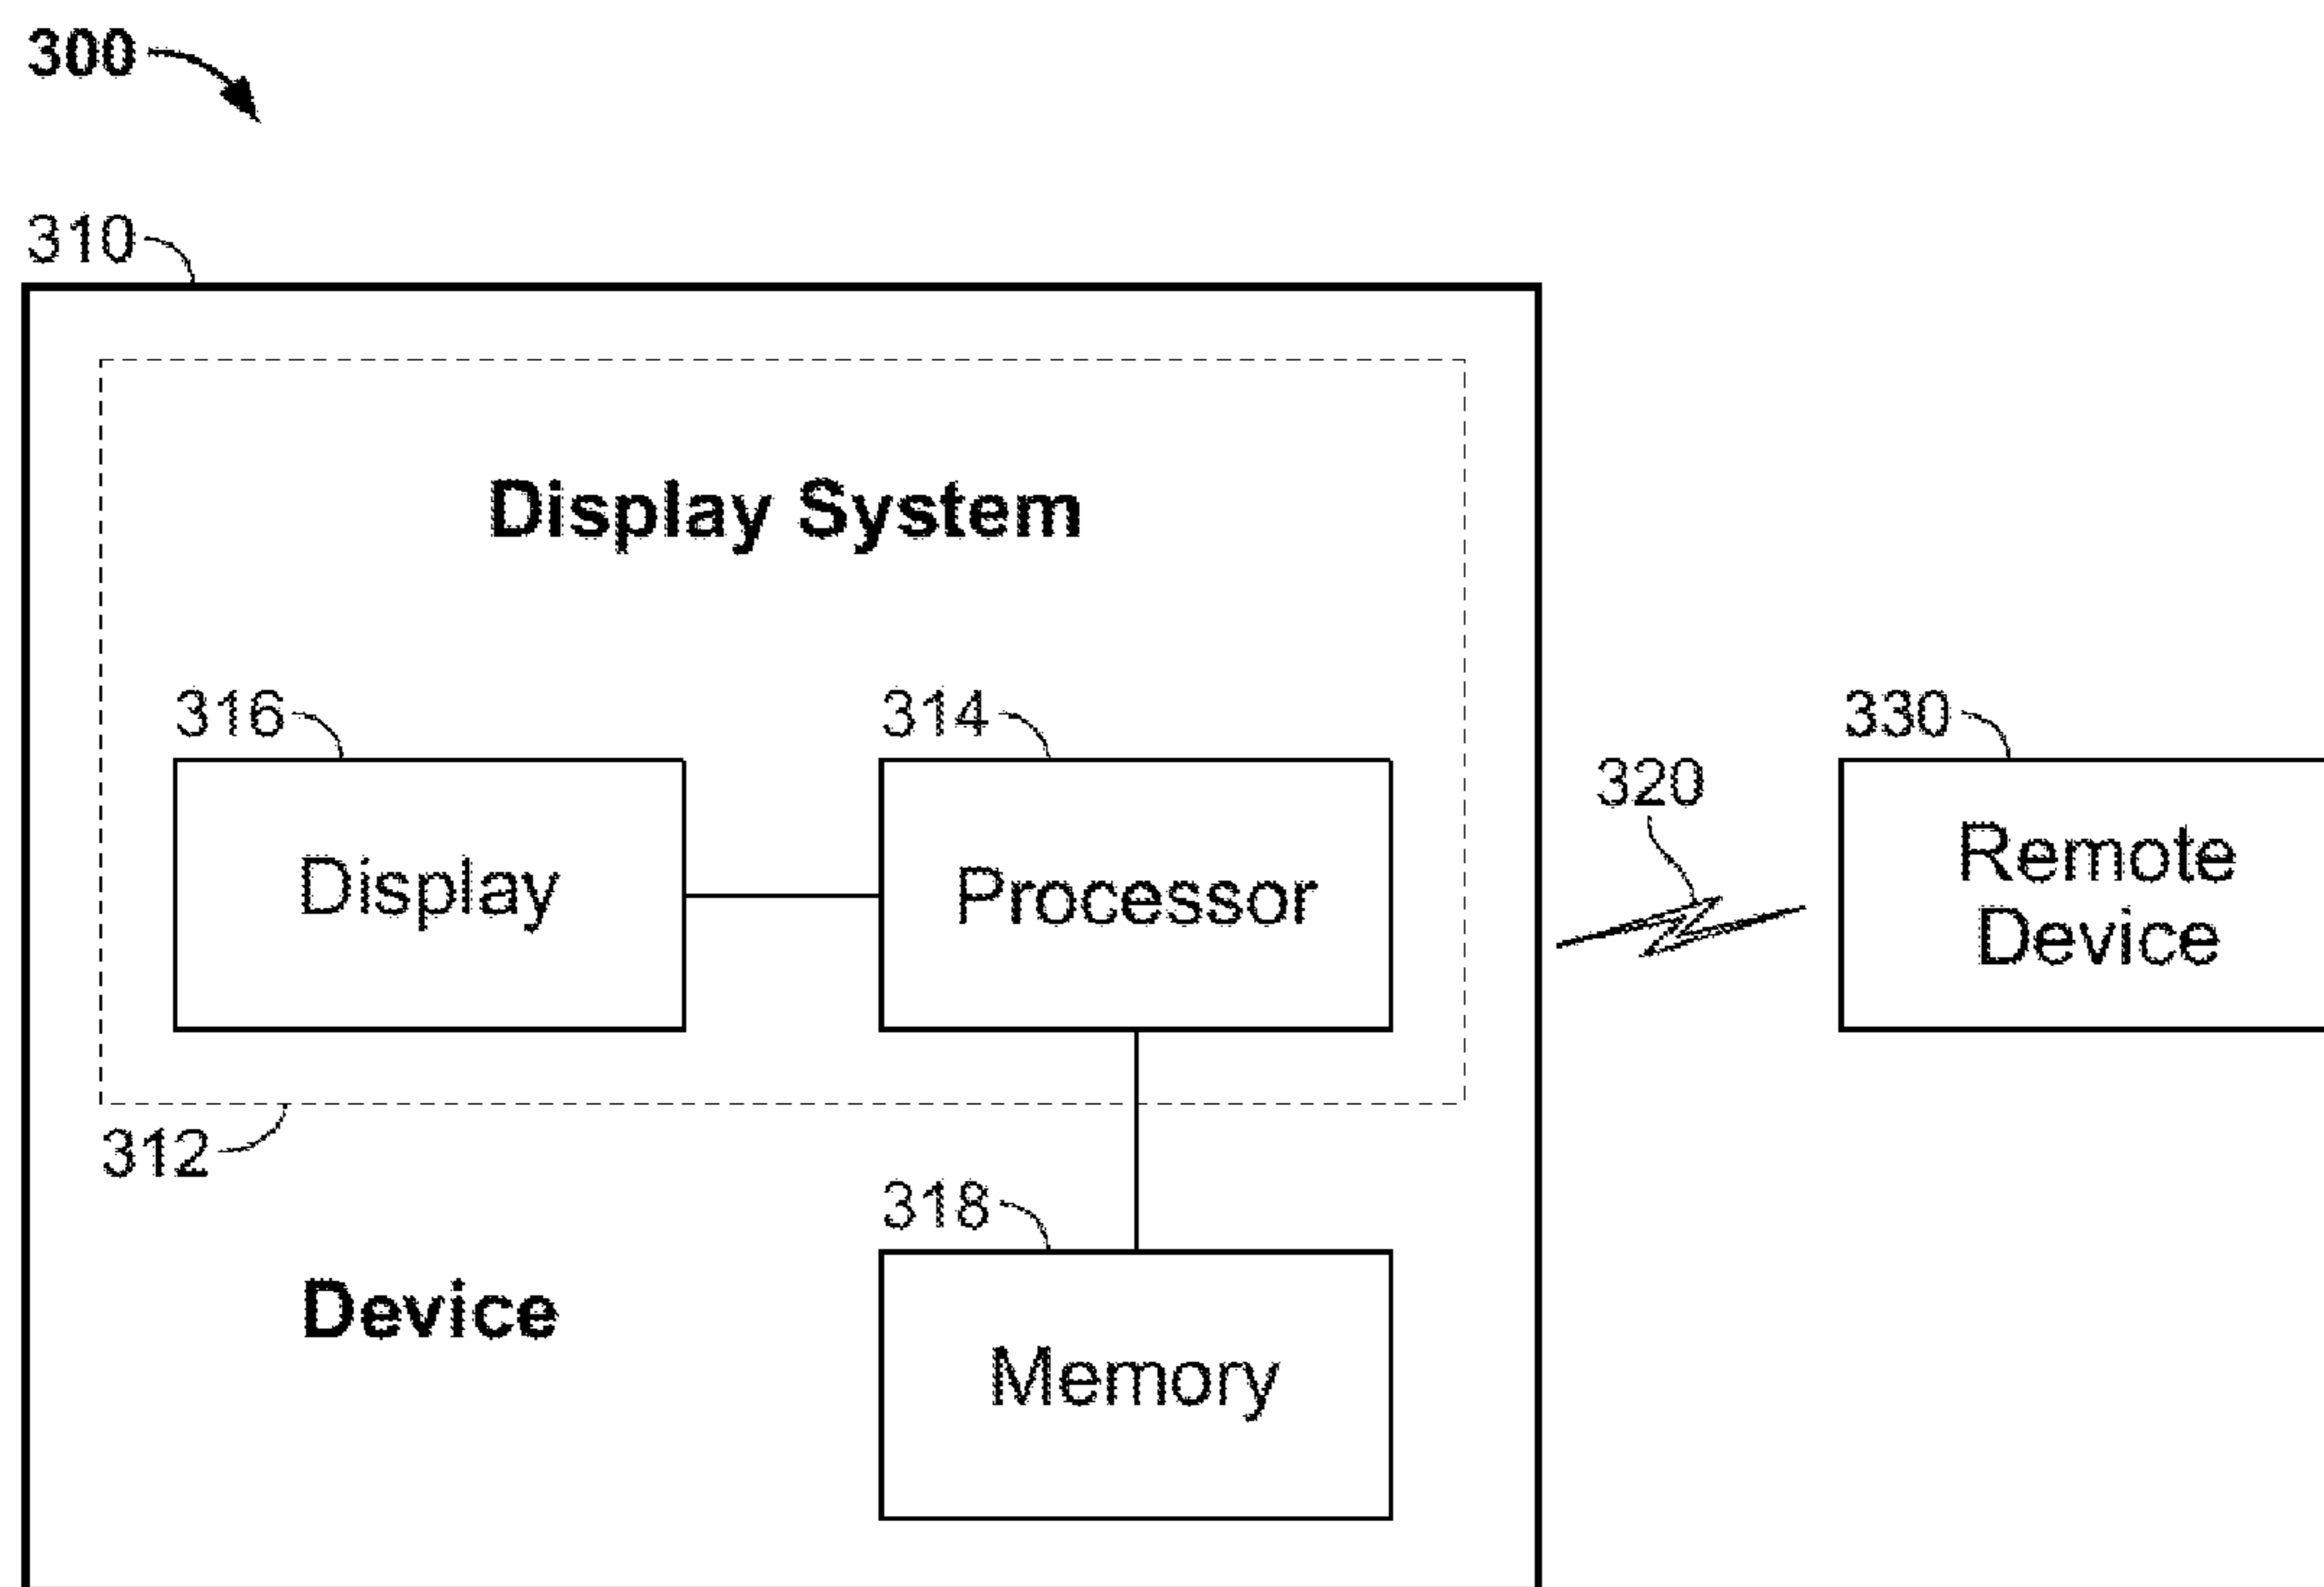 300
310
Display System
316
314
330
320
Display
Processor
Remote
Device
312
318
Device
Memory